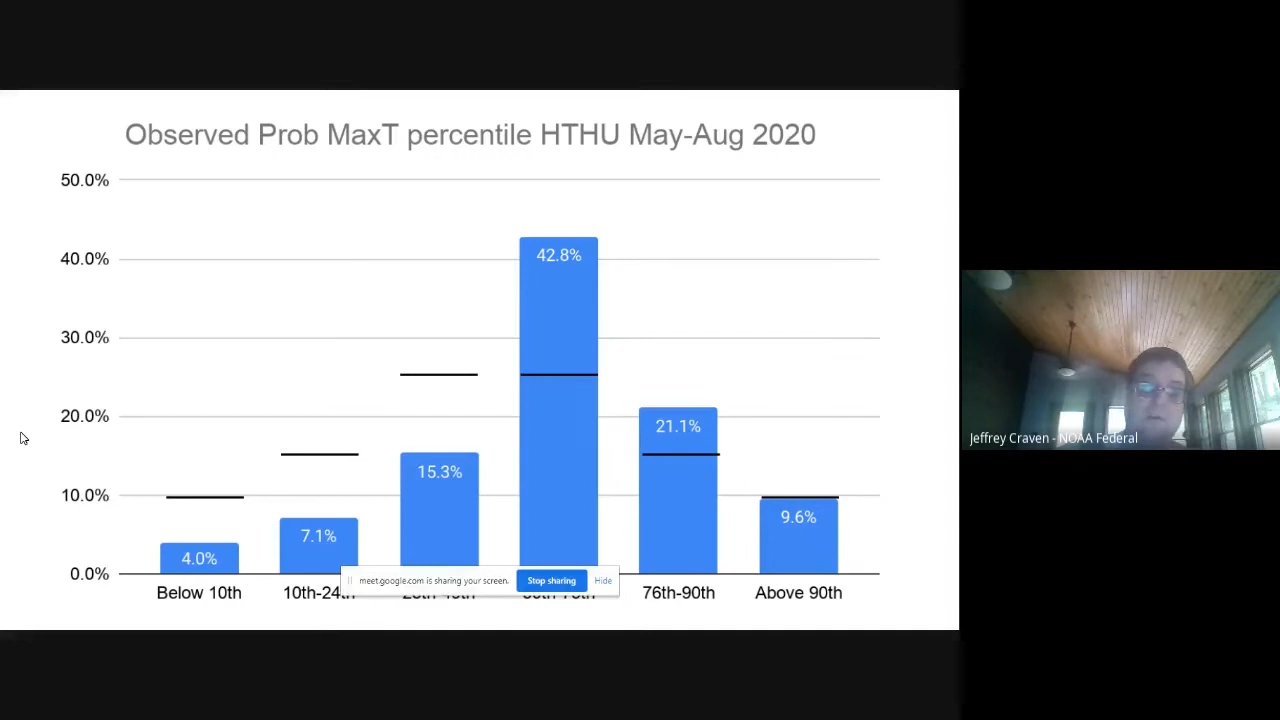 Observed Prob MaxT percentile HTHU May-Aug 2020
50.0%
40.0%
30.0%
20.0%
10.0%
0.0%
4.0%
7.1%
15.3%
42.8%
21.1%
9.6%
Below 10th
10th-24th
76th-90th
Above 90th
meet.google.com is sharing your screen.
Stop sharing
Hide
Jeffrey Craven - NOAA Federal